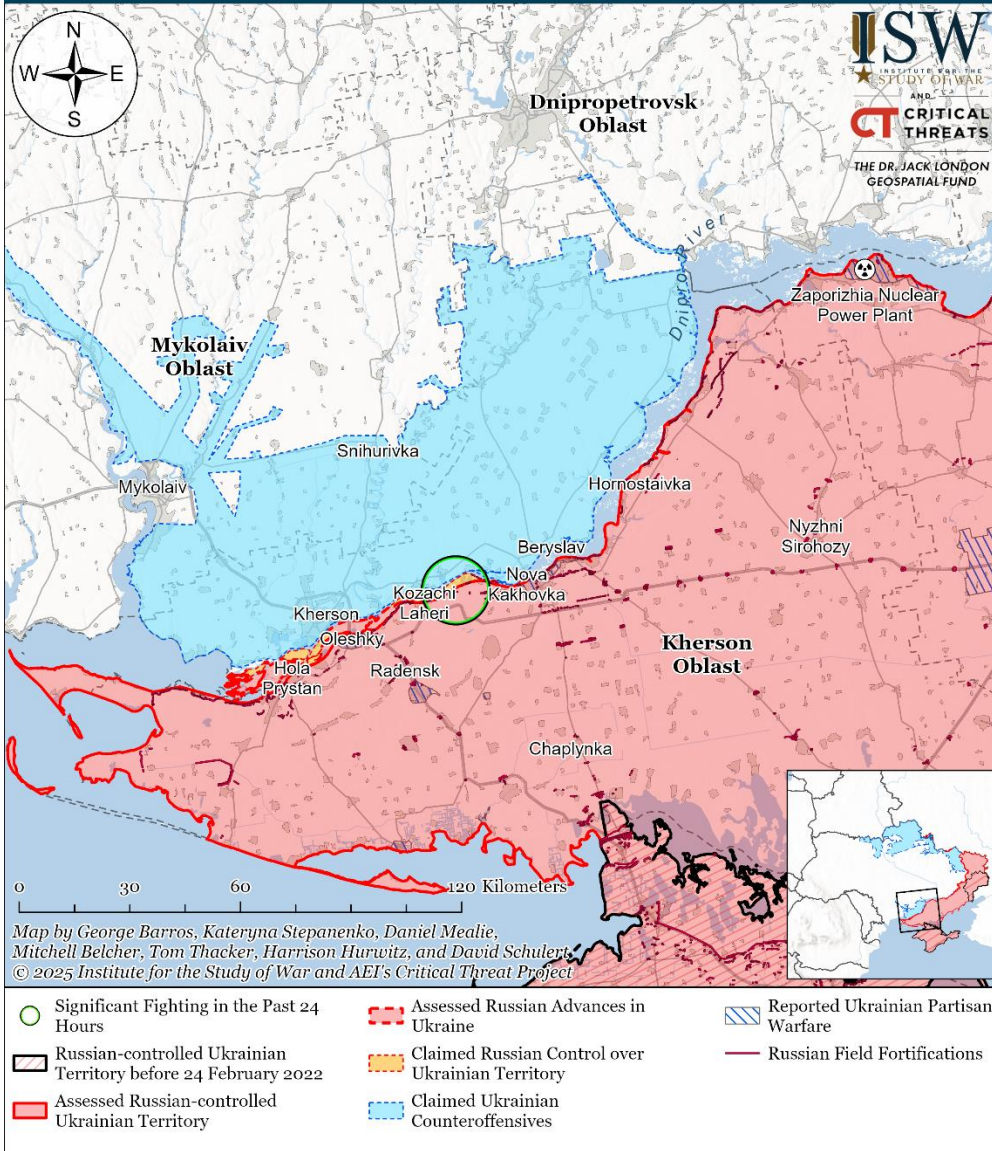 N
W E
S
ISW
INSTITUTE FOR THE
STUDY OF WAR
AND
CT CRITICAL
THREATS
THE DR. JACK LONDON
GEOSPATIAL FUND
Dnipropetrovsk
Oblast
Dnipro River
Zaporizhia Nuclear
Power Plant
Mykolaiv
Oblast
Snihurivka
Mykolaiv
Hornostaivka
Nyzhni
Sirohozy
Beryslav
Nova
Kakhovka
Kozachi
Laheri
Kherson
Oleshky
Hola
Prystan
Radensk
Kherson
Oblast
Chaplynka
0 30 60 120 Kilometers
Map by George Barros, Kateryna Stepanenko, Daniel Mealie,
Mitchell Belcher, Tom Thacker, Harrison Hurwitz, and David Schulert
© 2025 Institute for the Study of War and AEI's Critical Threat Project
Significant Fighting in the Past 24
Hours
Russian-controlled Ukrainian
Territory before 24 February 2022
Assessed Russian-controlled
Ukrainian Territory
Assessed Russian Advances in
Ukraine
Claimed Russian Control over
Ukrainian Territory
Claimed Ukrainian
Counteroffensives
Reported Ukrainian Partisan
Warfare
Russian Field Fortifications